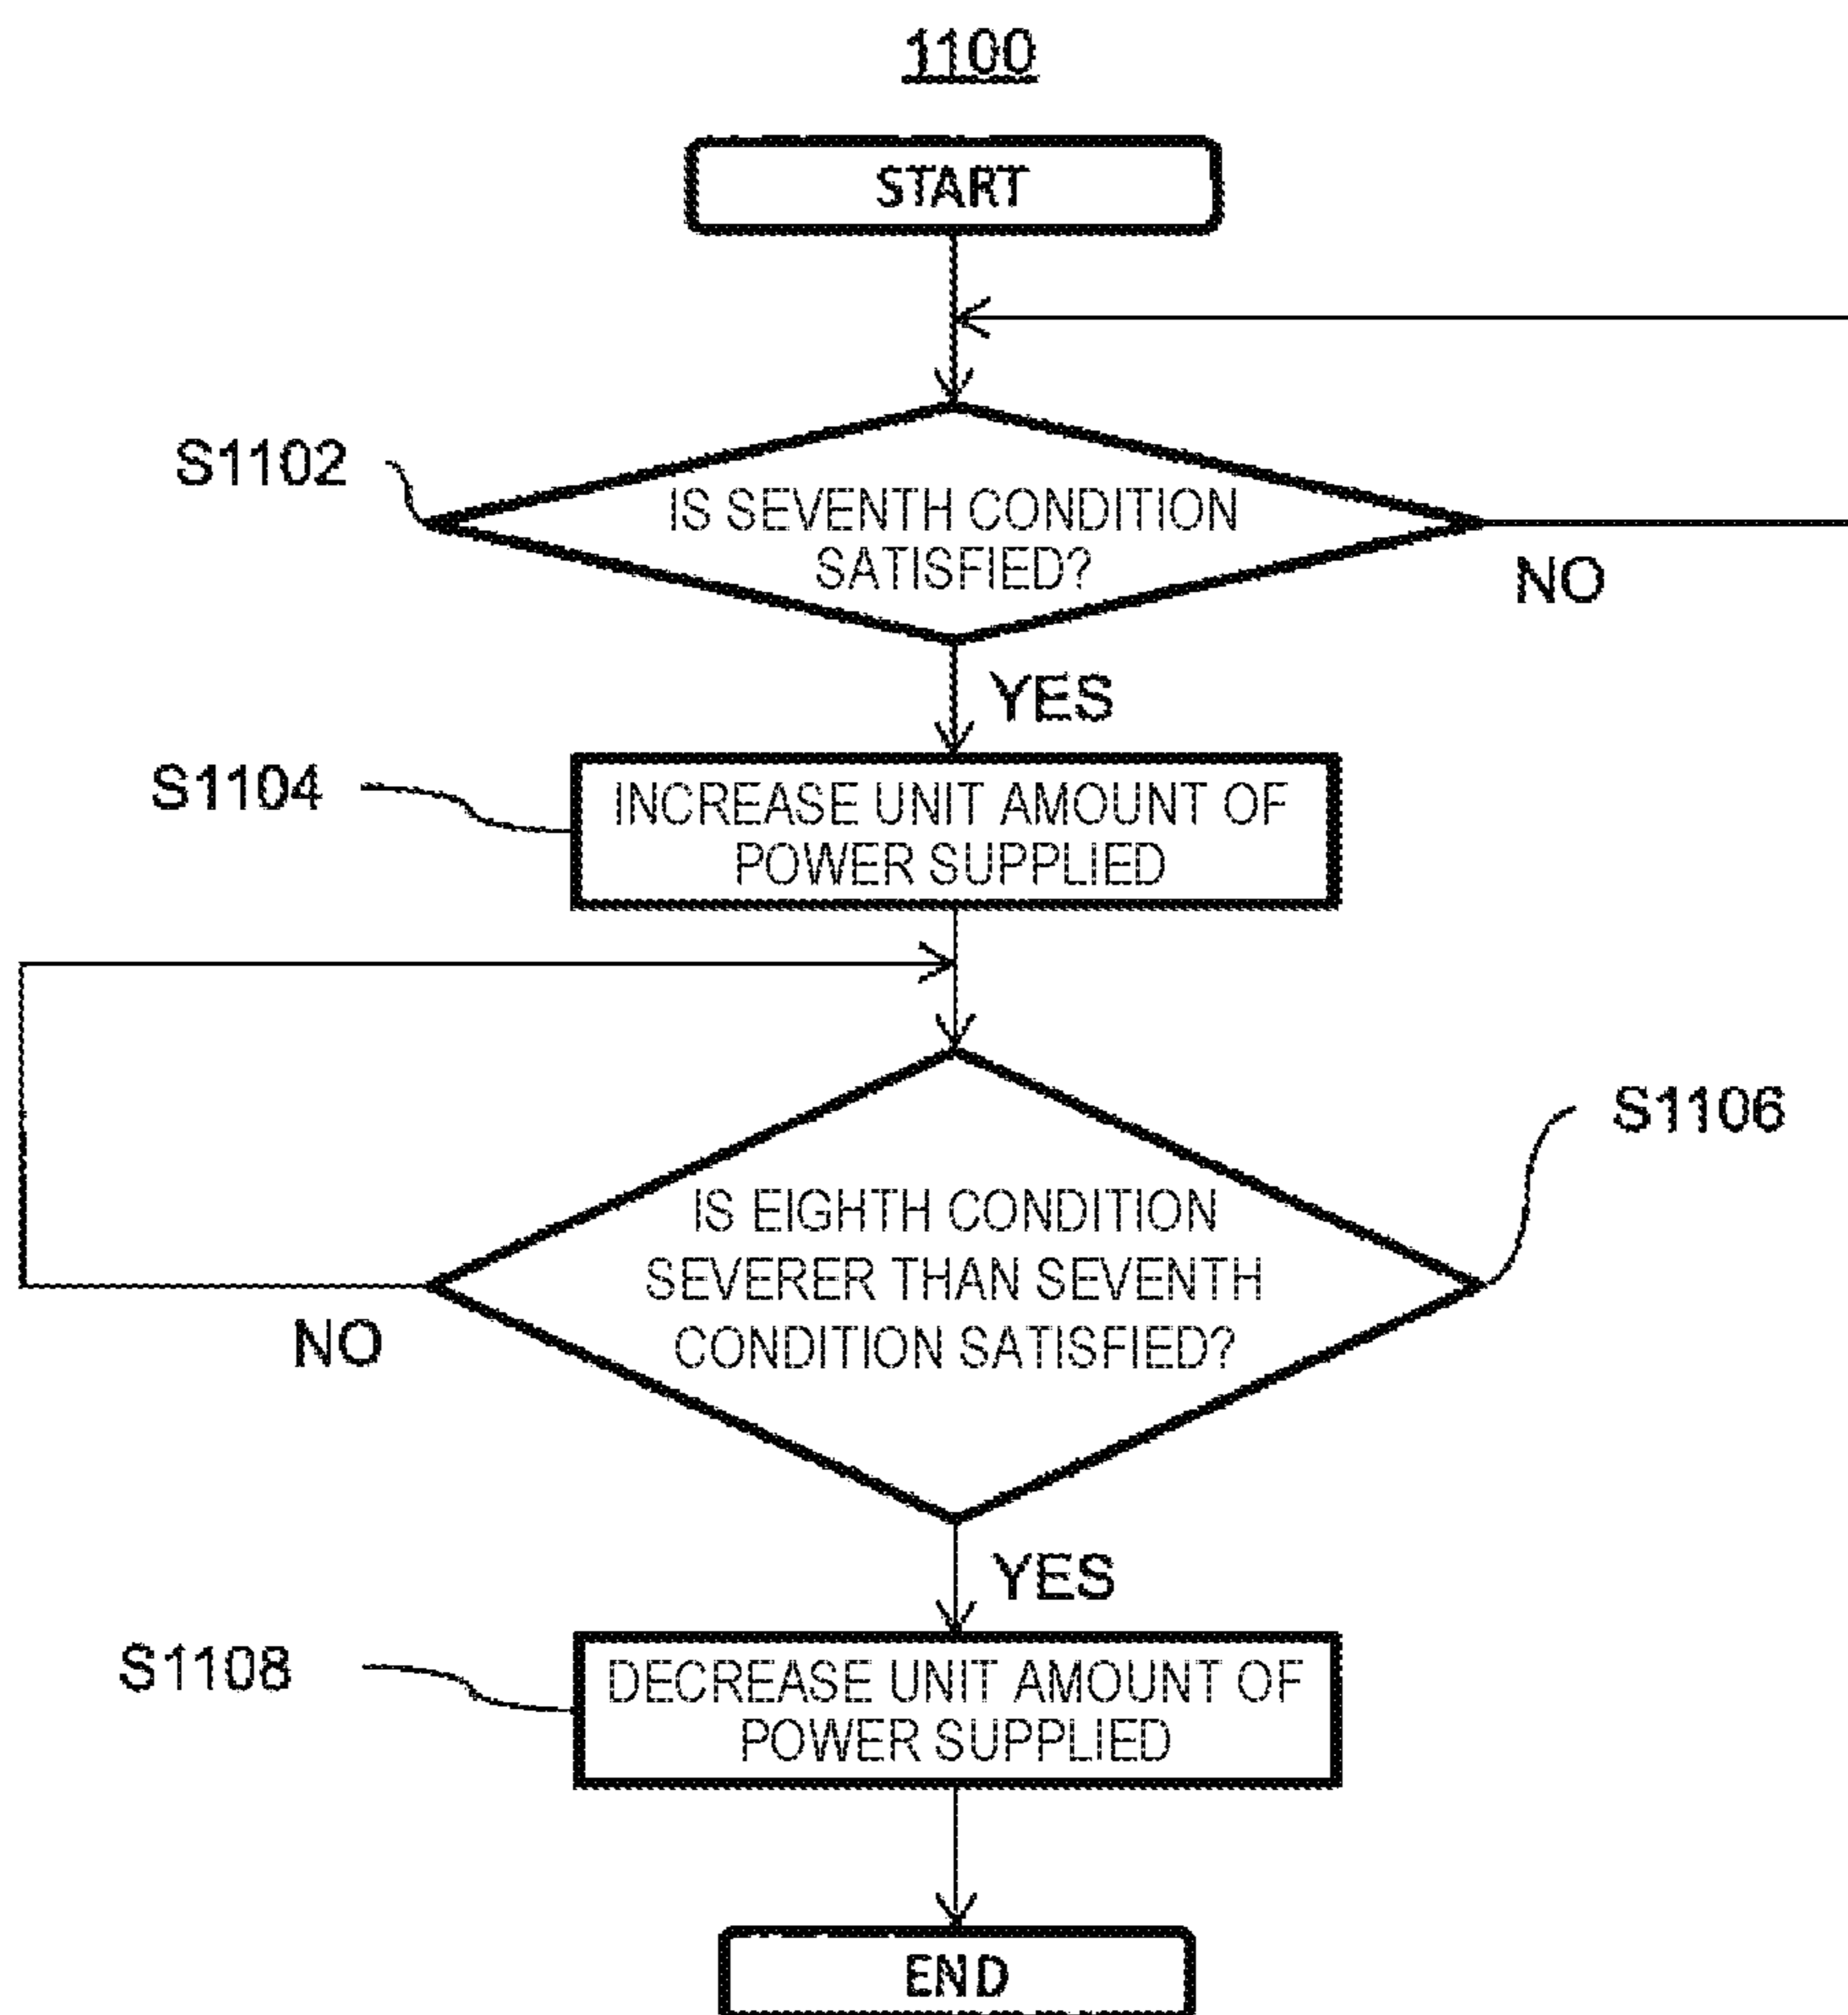 1100
START
S1102
IS SEVENTH CONDITION
SATISFIED?
NO
YES
S1104
INCREASE UNIT AMOUNT OF
POWER SUPPLIED
S1106
IS EIGHTH CONDITION
SEVERER THAN SEVENTH
CONDITION SATISFIED?
NO
YES
S1108
DECREASE UNIT AMOUNT OF
POWER SUPPLIED
END